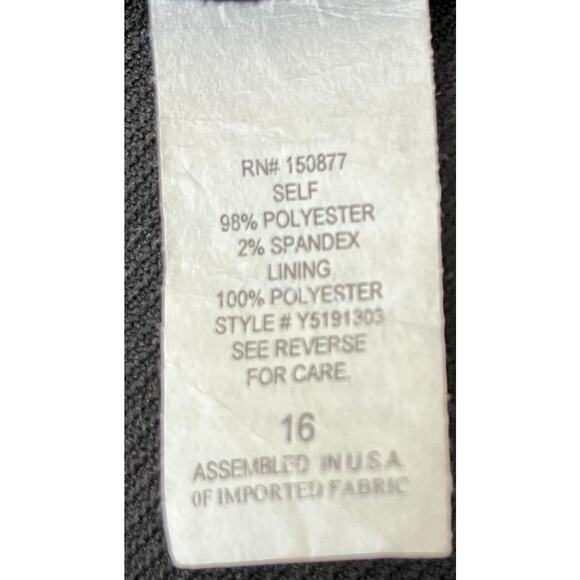 RN# 150877
SELF
98% POLYESTER
2% SPANDEX
LINING
100% POLYESTER
STYLE # Y5191303
SEE REVERSE
FOR CARE.
16
ASSEMBLED IN U.S.A
OF IMPORTED FABRIC